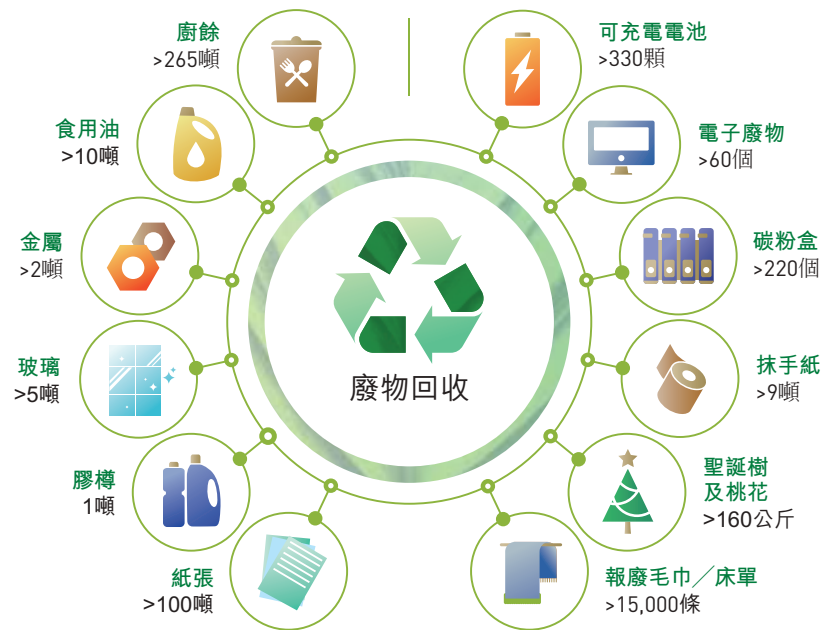 廚餘
>265噸
食用油
>10噸
金屬
>2噸
玻璃
>5噸
膠樽
1噸
紙張
>100噸
廢物回收
可充電電池
>330顆
電子廢物
>60個
碳粉盒
>220個
抹手紙
>9噸
聖誕樹
及桃花
>160公斤
報廢毛巾╱床單
>15,000條